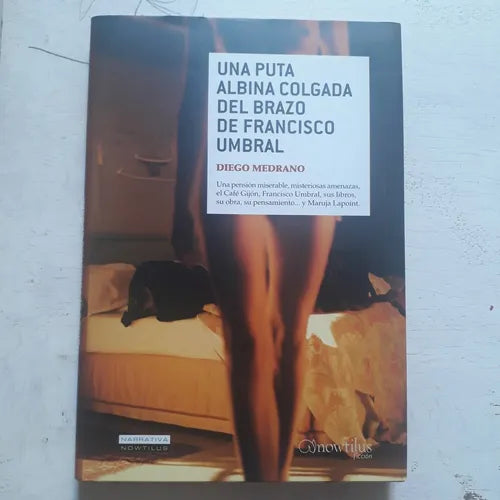 UNA PUTA
ALBINA COLGADA
DEL BRAZO
DE FRANCISCO
UMBRAL
DIEGO MEDRANO
Una pensión miserable, misteriosas amenazas,
el Café Gijón, Francisco Umbral, sus libros,
su obra, su pensamiento... y Maruja Lapoint.
NARRATIVA
NOWTILUS
nowtilus
ficción